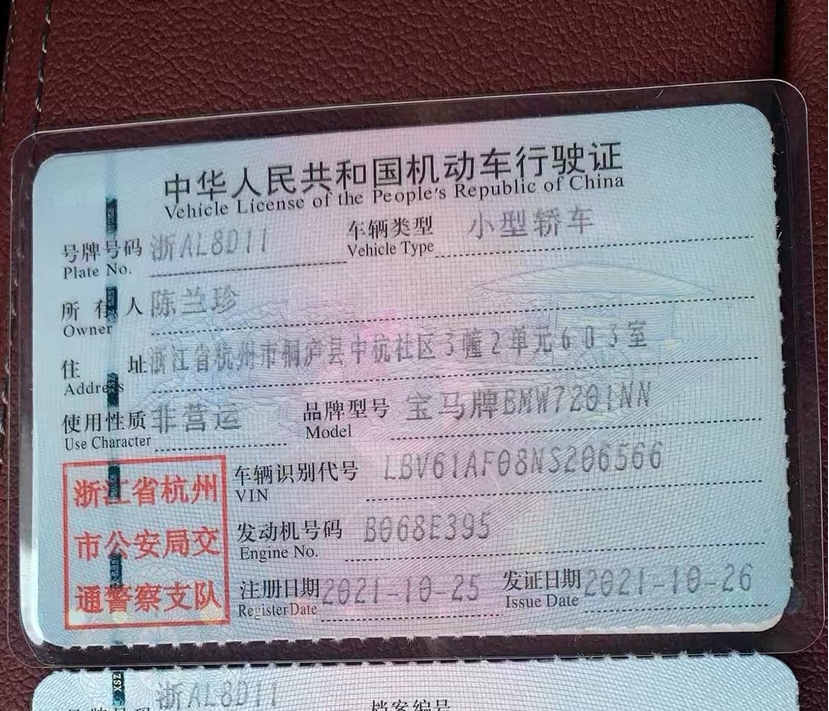 中华人民共和国机动车行驶证
Vehicle License of the People's Republic of China
号牌号码 浙AL8D11 车辆类型 小型轿车
Plate No. Vehicle Type
所有人 陈兰珍
Owner
住址 浙江省杭州市桐庐县中杭社区3幢2单元603室
Address
使用性质 非营运 品牌型号 宝马牌BMW7201NN
Use Character Model
浙江省杭州
市公安局交
通警察支队
车辆识别代号 LBV61AF08NS206566
VIN
发动机号码 B068E395
Engine No.
注册日期 2021-10-25 发证日期 2021-10-26
Register Date Issue Date
XSZ
号牌号码 浙AL8D11 档案编号